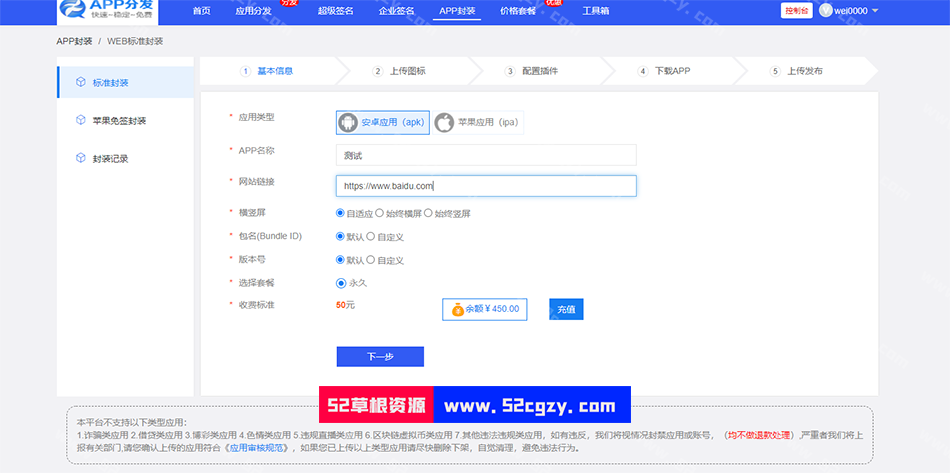 APP分发
快速-稳定-免费
首页
应用分发
分发
超级签名
企业签名
APP封装
价格套餐
优惠
工具箱
控制台
wej0000
APP封装 / WEB标准封装
标准封装
苹果免签封装
封装记录
1 基本信息
2 上传图标
3 配置插件
4 下载APP
5 上传发布
* 应用类型
安卓应用（apk）
苹果应用（ipa）
* APP名称
测试
* 网站链接
https://www.baidu.com
* 横竖屏
自适应 始终横屏 始终竖屏
* 包名(Bundle ID)
默认 自定义
* 版本号
默认 自定义
* 选择套餐
永久
* 收费标准
50元
余额￥450.00
充值
下一步
52草根资源 www.52cgzy.com
本平台不支持以下类型应用:
1.诈骗类应用 2.借贷类应用 3.博彩类应用 4.色情类应用 5.违规直播类应用 6.区块链虚拟币类应用 7.其他违法违规类应用，如有违反，我们将视情况封禁应用或账号，（均不做退款处理）,严重者我们将上
报有关部门,请您确认上传的应用符合《应用审核规范》，如果您已上传以上类型应用请尽快删除下架，自觉清理，避免违法行为。